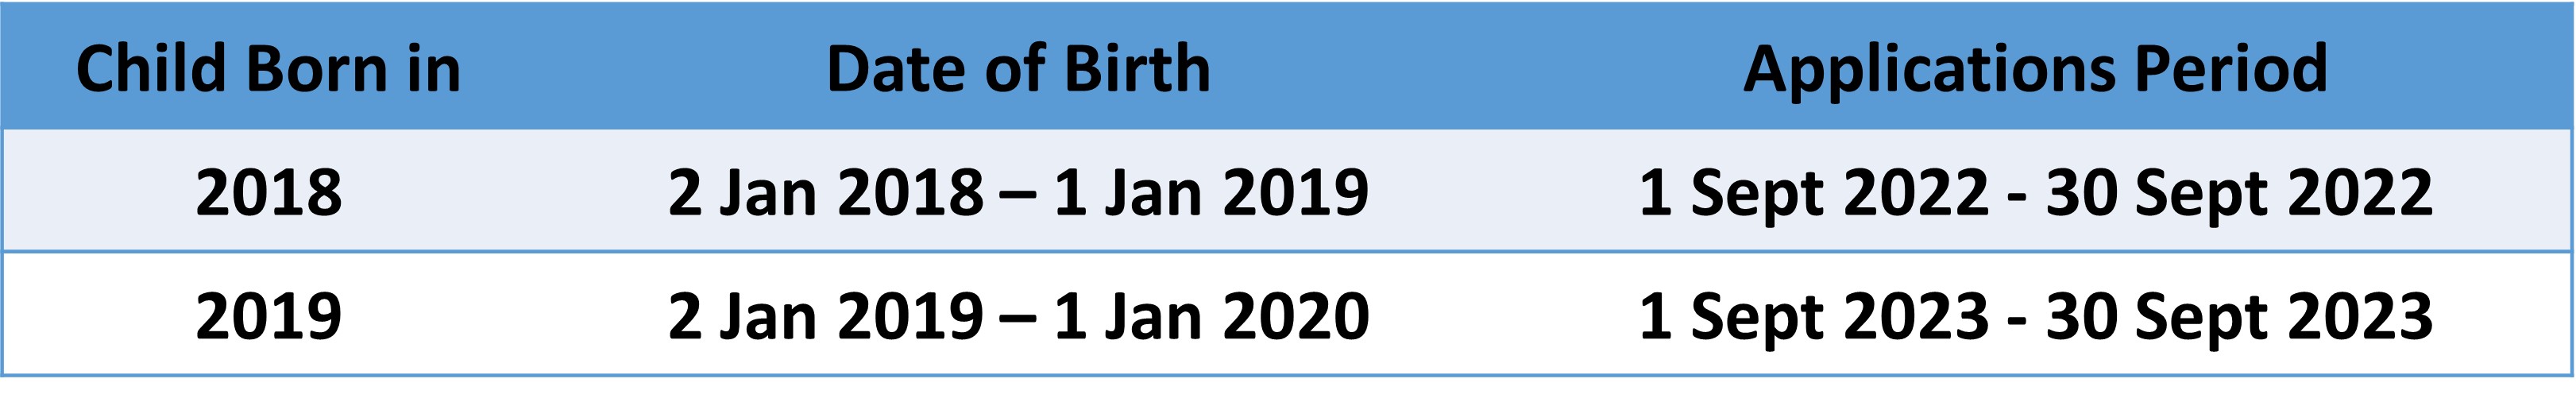 Child Born in Date of Birth Applications Period
2018 2 Jan 2018 – 1 Jan 2019 1 Sept 2022 - 30 Sept 2022
2019 2 Jan 2019 – 1 Jan 2020 1 Sept 2023 - 30 Sept 2023